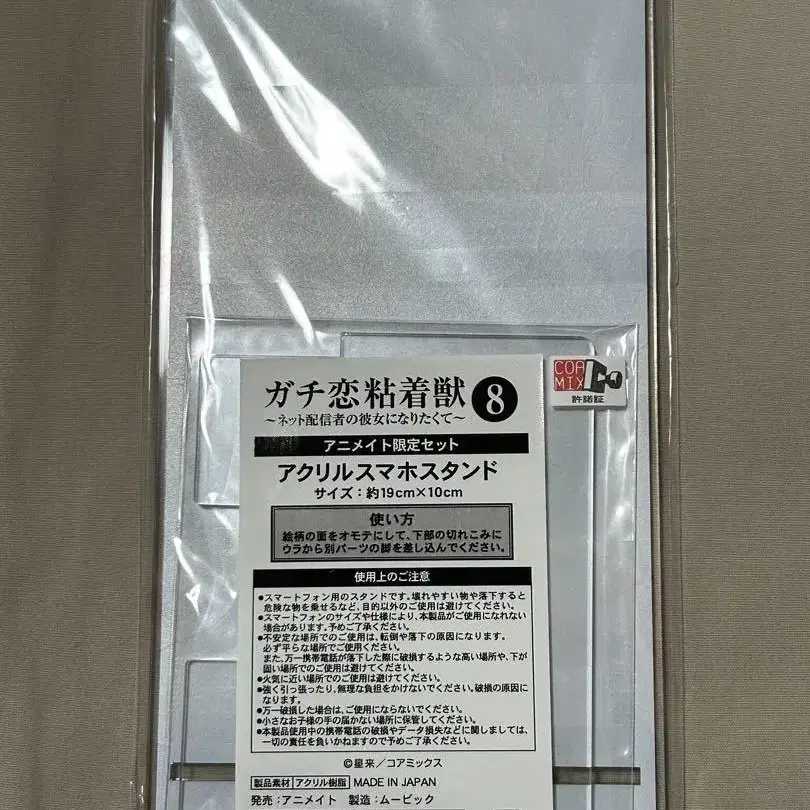 ガチ恋粘着獣 8
～ネット配信者の彼女になりたくて～
アニメイト限定セット
アクリルスマホスタンド
サイズ：約19cm×10cm
使い方
絵柄の面をオモテにして、下部の切れこみに
ウラから別パーツの脚を差し込んでください。
使用上のご注意
●スマートフォン用のスタンドです。壊れやすい物や落下すると
危険な物を乗せるなど、目的以外のご使用は避けてください。
●スマートフォンのサイズや仕様により、本製品がご使用になれない
場合があります。予めご了承ください。
●不安定な場所でのご使用は、転倒や落下の原因になります。
必ず平らな場所でご使用ください。
また、万一携帯電話が落下した際に破損するような高い場所や、下が
固い場所でのご使用は避けてください。
●火気に近い場所でのご使用は避けてください。
●強く引っ張ったり、無理な負担をかけないでください。破損の原因に
なります。
●万一破損した場合は、ご使用にならないでください。
●小さなお子様の手の届かない場所に保管してください。
●本製品使用中の携帯電話の破損やデータ損失などに関しましては、
一切の責任を負いかねますので予めご了承ください。
©星来／コアミックス
製品素材 アクリル樹脂 MADE IN JAPAN
発売：アニメイト 製造：ムービック
COA
MIX
許諾証